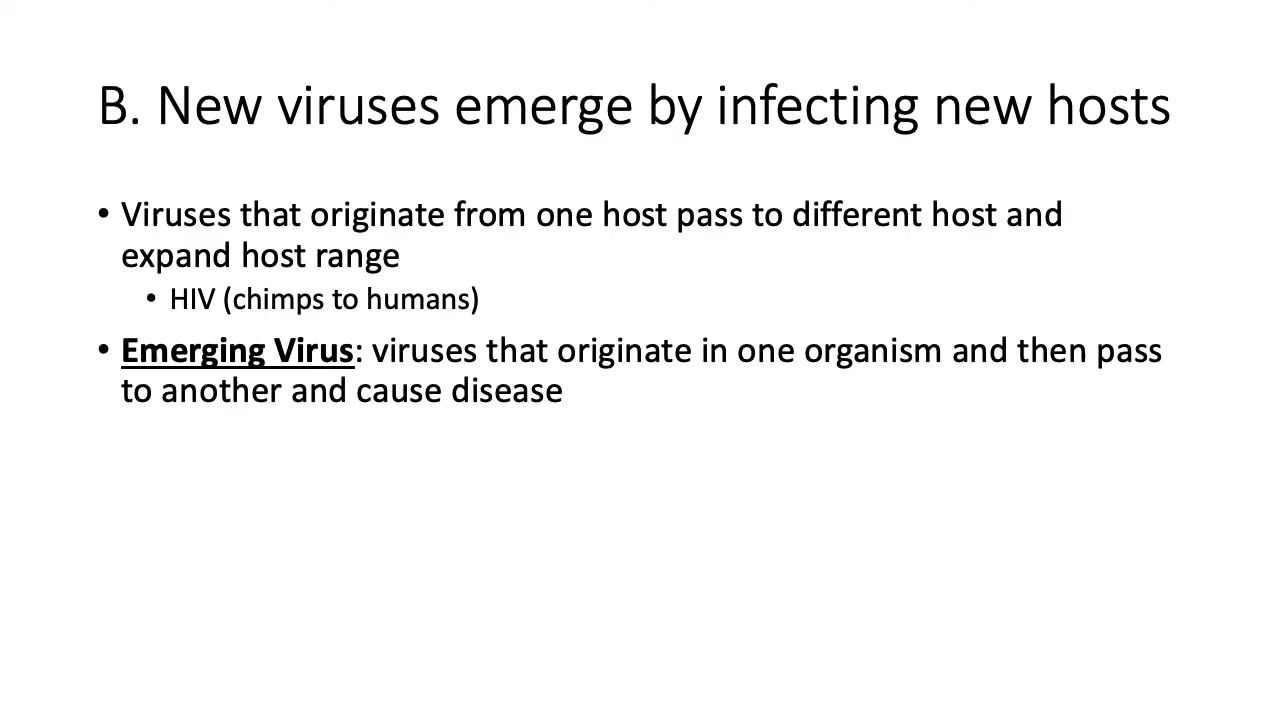 B. New viruses emerge by infecting new hosts
• Viruses that originate from one host pass to different host and
expand host range
• HIV (chimps to humans)
• Emerging Virus: viruses that originate in one organism and then pass
to another and cause disease